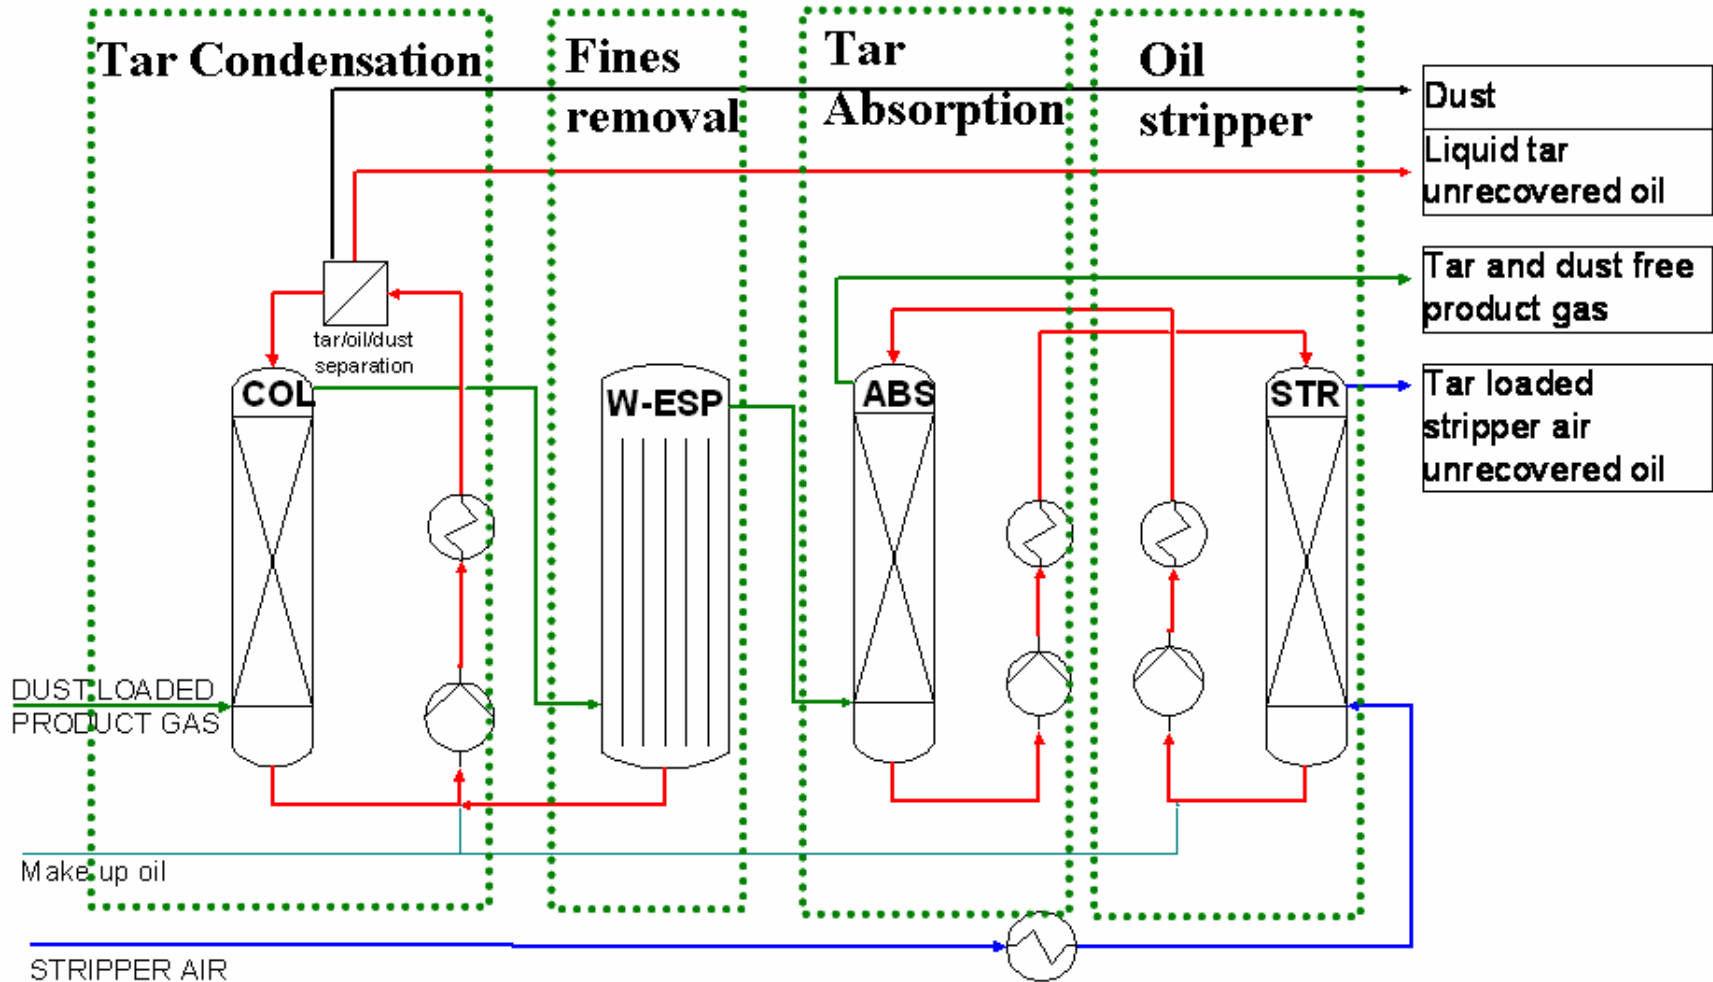 Tar Condensation
Fines
removal
Tar
Absorption
Oil
stripper
Dust
Liquid tar
unrecovered oil
Tar and dust free
product gas
Tar loaded
stripper air
unrecovered oil
tar/oil/dust
separation
COL
W-ESP
ABS
STR
DUST LOADED
PRODUCT GAS
Make up oil
STRIPPER AIR